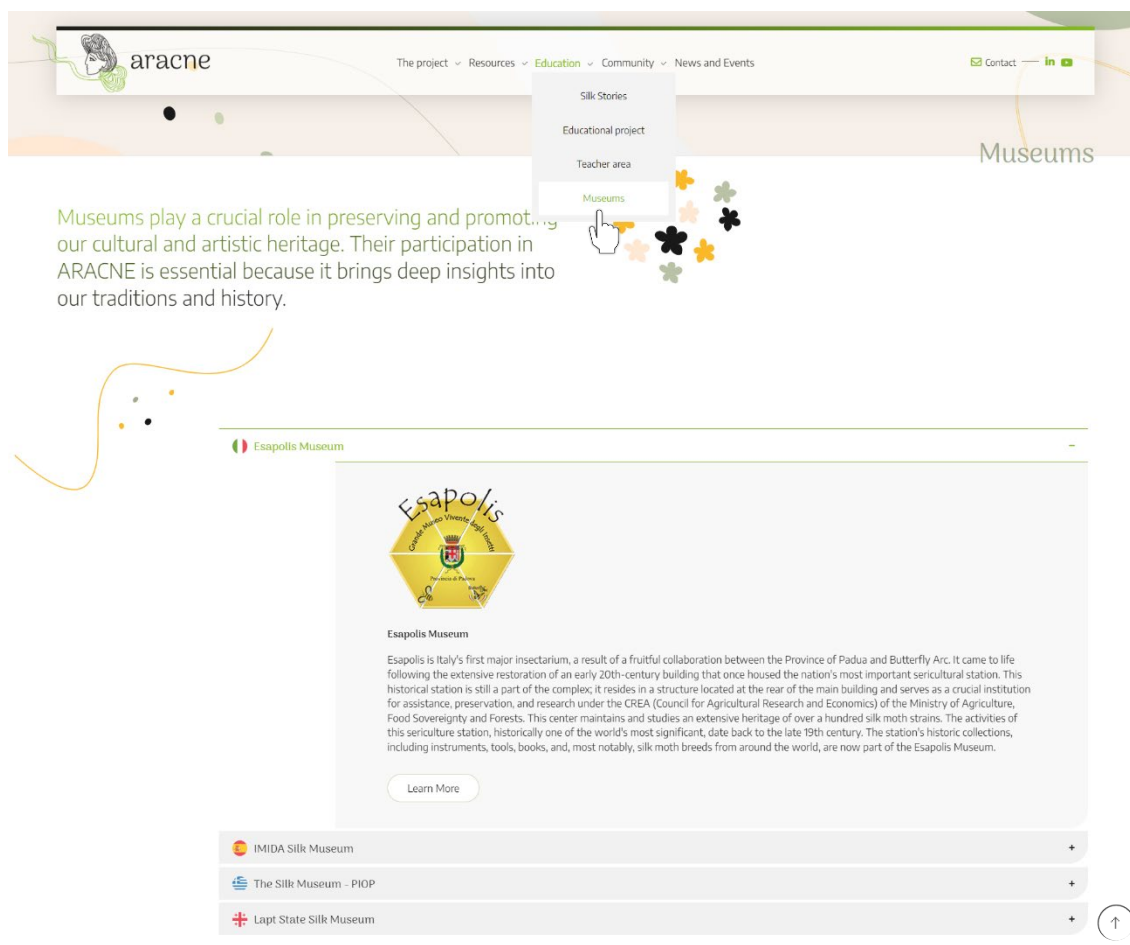 aracne
The project Resources Education Community News and Events
Contact in
Silk Stories
Educational project
Teacher area
Museums
Museums
Museums play a crucial role in preserving and promoting
our cultural and artistic heritage. Their participation in
ARACNE is essential because it brings deep insights into
our traditions and history.
Esapolis Museum
Esapolis
Grande Museo Vivente degli Insetti
Provincia di Padova
Esapolis Museum
Esapolis is Italy's first major insectarium, a result of a fruitful collaboration between the Province of Padua and Butterfly Arc. It came to life
following the extensive restoration of an early 20th-century building that once housed the nation's most important sericultural station. This
historical station is still a part of the complex; it resides in a structure located at the rear of the main building and serves as a crucial institution
for assistance, preservation, and research under the CREA (Council for Agricultural Research and Economics) of the Ministry of Agriculture,
Food Sovereignty and Forests. This center maintains and studies an extensive heritage of over a hundred silk moth strains. The activities of
this sericulture station, historically one of the world's most significant, date back to the late 19th century. The station's historic collections,
including instruments, tools, books, and, most notably, silk moth breeds from around the world, are now part of the Esapolis Museum.
Learn More
IMIDA Silk Museum
The Silk Museum - PIOP
Lapt State Silk Museum